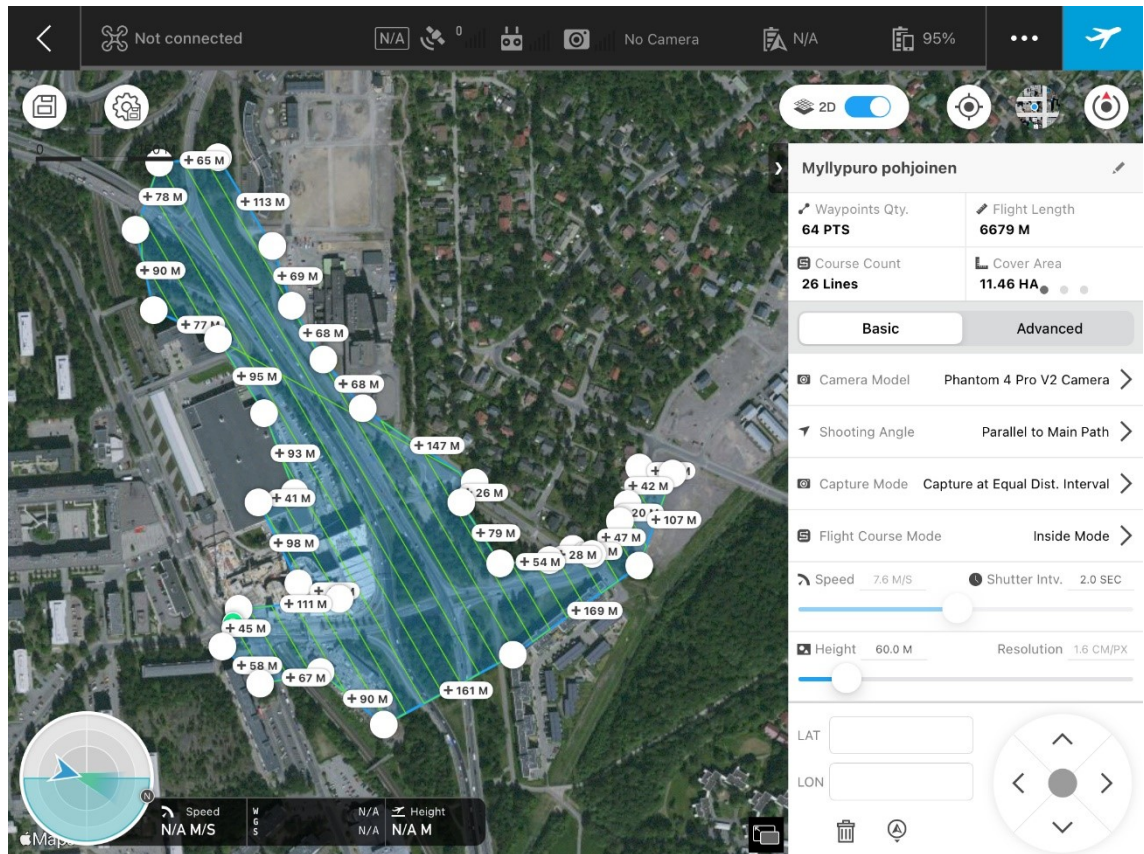 Not connected
N/A
0
No Camera
N/A
95%
2D
Myllypuro pohjoinen
Waypoints Qty.
64 PTS
Flight Length
6679 M
Course Count
26 Lines
Cover Area
11.46 HA
Basic
Advanced
Camera Model
Phantom 4 Pro V2 Camera
Shooting Angle
Parallel to Main Path
Capture Mode
Capture at Equal Dist. Interval
Flight Course Mode
Inside Mode
Speed
7.6 M/S
Shutter Intv.
2.0 SEC
Height
60.0 M
Resolution
1.6 CM/PX
LAT
LON
0
+ 65 M
+ 78 M
+ 113 M
+ 90 M
+ 69 M
+ 77 M
+ 68 M
+ 95 M
+ 68 M
+ 147 M
+ 93 M
+ 42 M
+ 41 M
+ 26 M
+ 107 M
+ 79 M
+ 47 M
+ 98 M
+ 54 M
+ 28 M
+ 111 M
+ 169 M
+ 45 M
+ 58 M
+ 67 M
+ 161 M
+ 90 M
N
Speed
N/A M/S
W
G
S
N/A
N/A
Height
N/A M